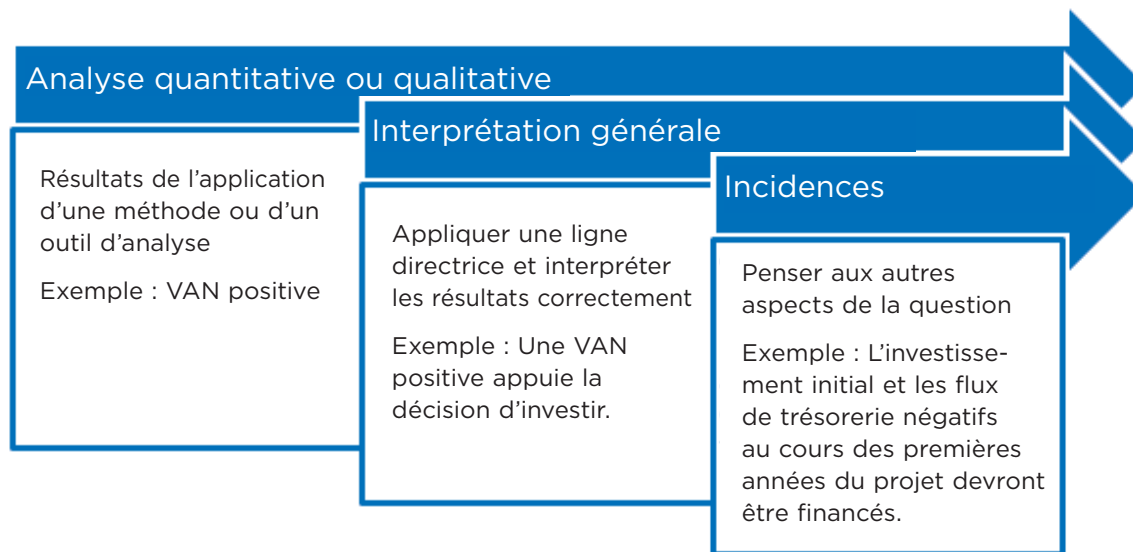 Analyse quantitative ou qualitative
Résultats de l'application
d'une méthode ou d'un
outil d'analyse
Exemple : VAN positive
Interprétation générale
Appliquer une ligne
directrice et interpréter
les résultats correctement
Exemple : Une VAN
positive appuie la
décision d'investir.
Incidences
Penser aux autres
aspects de la question
Exemple : L'investisse-
ment initial et les flux
de trésorerie négatifs
au cours des premières
années du projet devront
être financés.